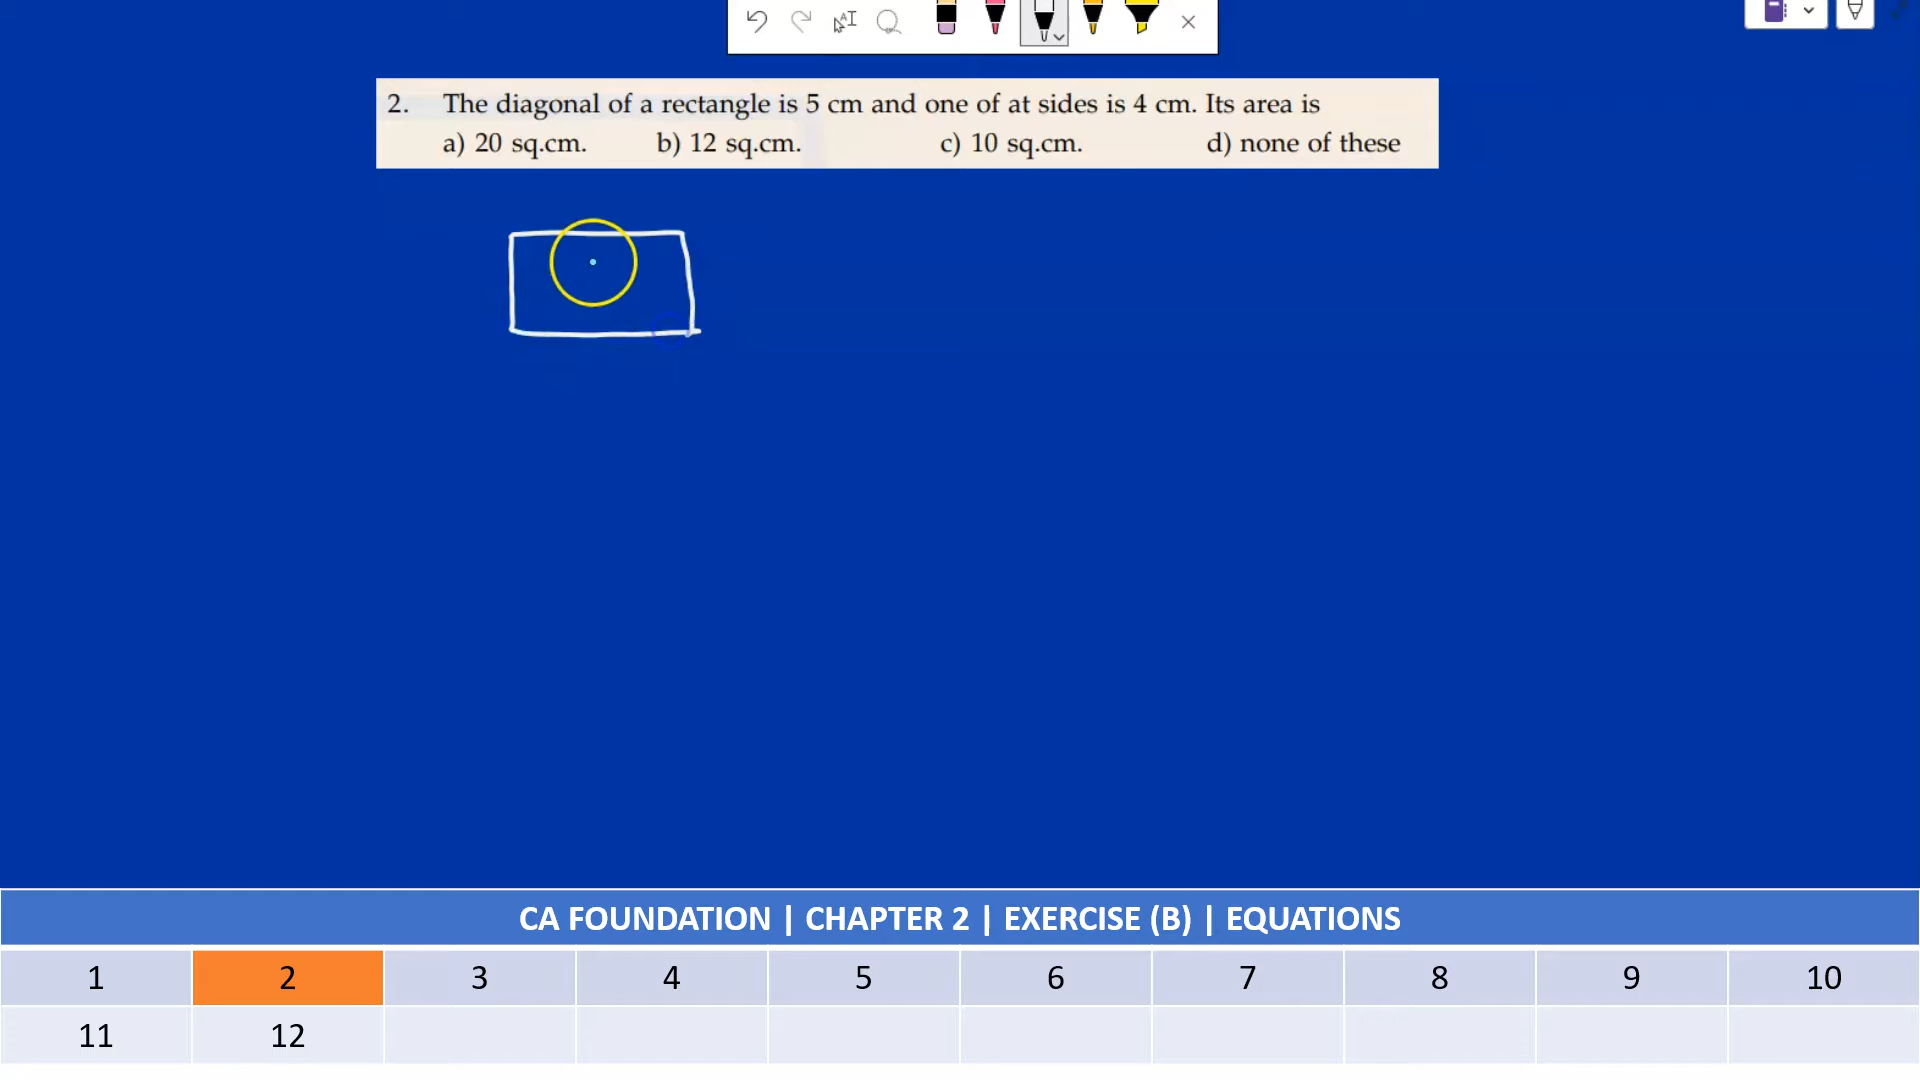 2. The diagonal of a rectangle is 5 cm and one of at sides is 4 cm. Its area is
a) 20 sq.cm. b) 12 sq.cm. c) 10 sq.cm. d) none of these
CA FOUNDATION | CHAPTER 2 | EXERCISE (B) | EQUATIONS
1 2 3 4 5 6 7 8 9 10
11 12